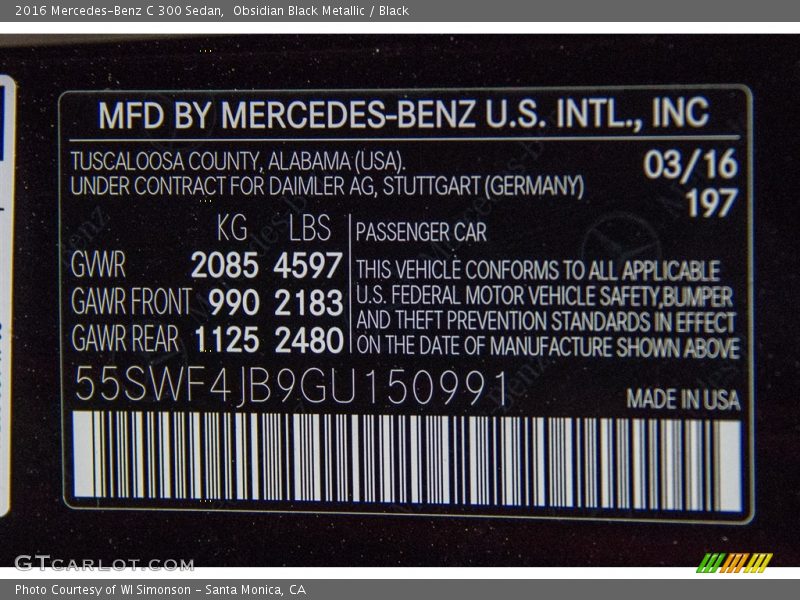 2016 Mercedes-Benz C 300 Sedan, Obsidian Black Metallic / Black
MFD BY MERCEDES-BENZ U.S. INTL., INC
TUSCALOOSA COUNTY, ALABAMA (USA). 03/16
UNDER CONTRACT FOR DAIMLER AG, STUTTGART (GERMANY)
197
KG LBS
GVWR 2085 4597
GAWR FRONT 990 2183
GAWR REAR 1125 2480
PASSENGER CAR
THIS VEHICLE CONFORMS TO ALL APPLICABLE
U.S. FEDERAL MOTOR VEHICLE SAFETY,BUMPER
AND THEFT PREVENTION STANDARDS IN EFFECT
ON THE DATE OF MANUFACTURE SHOWN ABOVE
55SWF4JB9GU150991
MADE IN USA
GTCARLOT.COM
Photo Courtesy of WI Simonson - Santa Monica, CA